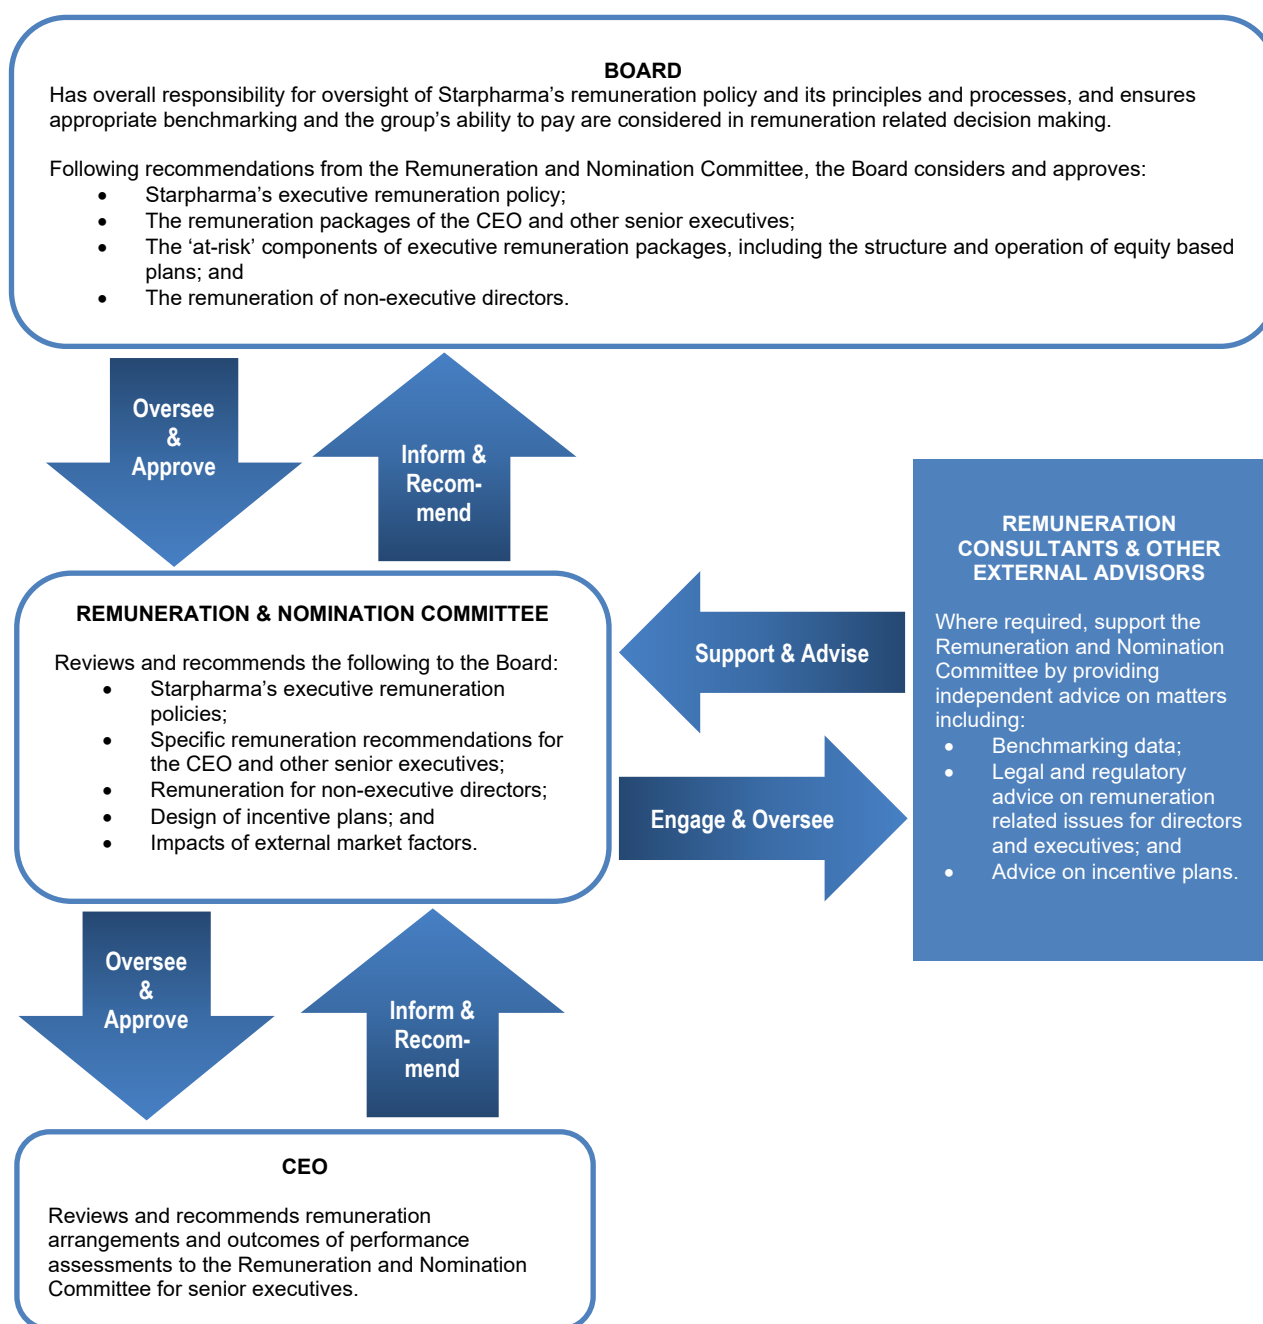 BOARD
Has overall responsibility for oversight of Starpharma’s remuneration policy and its principles and processes, and ensures
appropriate benchmarking and the group’s ability to pay are considered in remuneration related decision making.
Following recommendations from the Remuneration and Nomination Committee, the Board considers and approves:
• Starpharma’s executive remuneration policy;
• The remuneration packages of the CEO and other senior executives;
• The ‘at-risk’ components of executive remuneration packages, including the structure and operation of equity based
plans; and
• The remuneration of non-executive directors.
Oversee
&
Approve
Inform &
Recom-
mend
REMUNERATION & NOMINATION COMMITTEE
Reviews and recommends the following to the Board:
• Starpharma’s executive remuneration
policies;
• Specific remuneration recommendations for
the CEO and other senior executives;
• Remuneration for non-executive directors;
• Design of incentive plans; and
• Impacts of external market factors.
Support & Advise
Engage & Oversee
REMUNERATION
CONSULTANTS & OTHER
EXTERNAL ADVISORS
Where required, support the
Remuneration and Nomination
Committee by providing
independent advice on matters
including:
• Benchmarking data;
• Legal and regulatory
advice on remuneration
related issues for directors
and executives; and
• Advice on incentive plans.
Oversee
&
Approve
Inform &
Recom-
mend
CEO
Reviews and recommends remuneration
arrangements and outcomes of performance
assessments to the Remuneration and Nomination
Committee for senior executives.